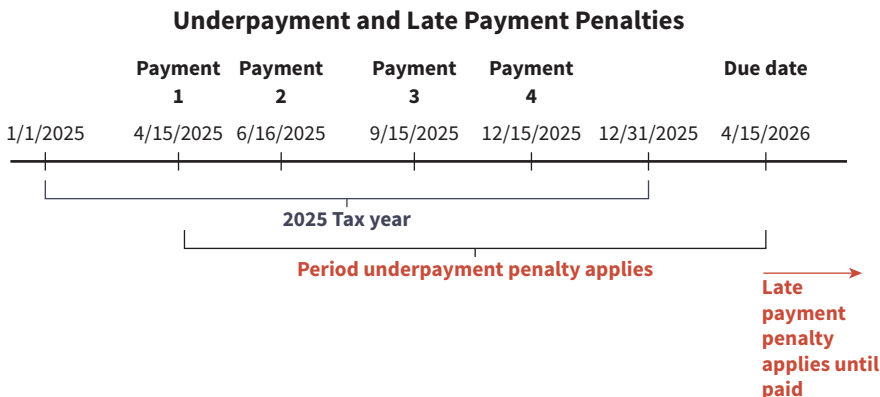 Underpayment and Late Payment Penalties
Payment 1
Payment 2
Payment 3
Payment 4
Due date
1/1/2025 4/15/2025 6/16/2025 9/15/2025 12/15/2025 12/31/2025 4/15/2026
2025 Tax year
Period underpayment penalty applies
Late
payment
penalty
applies until
paid